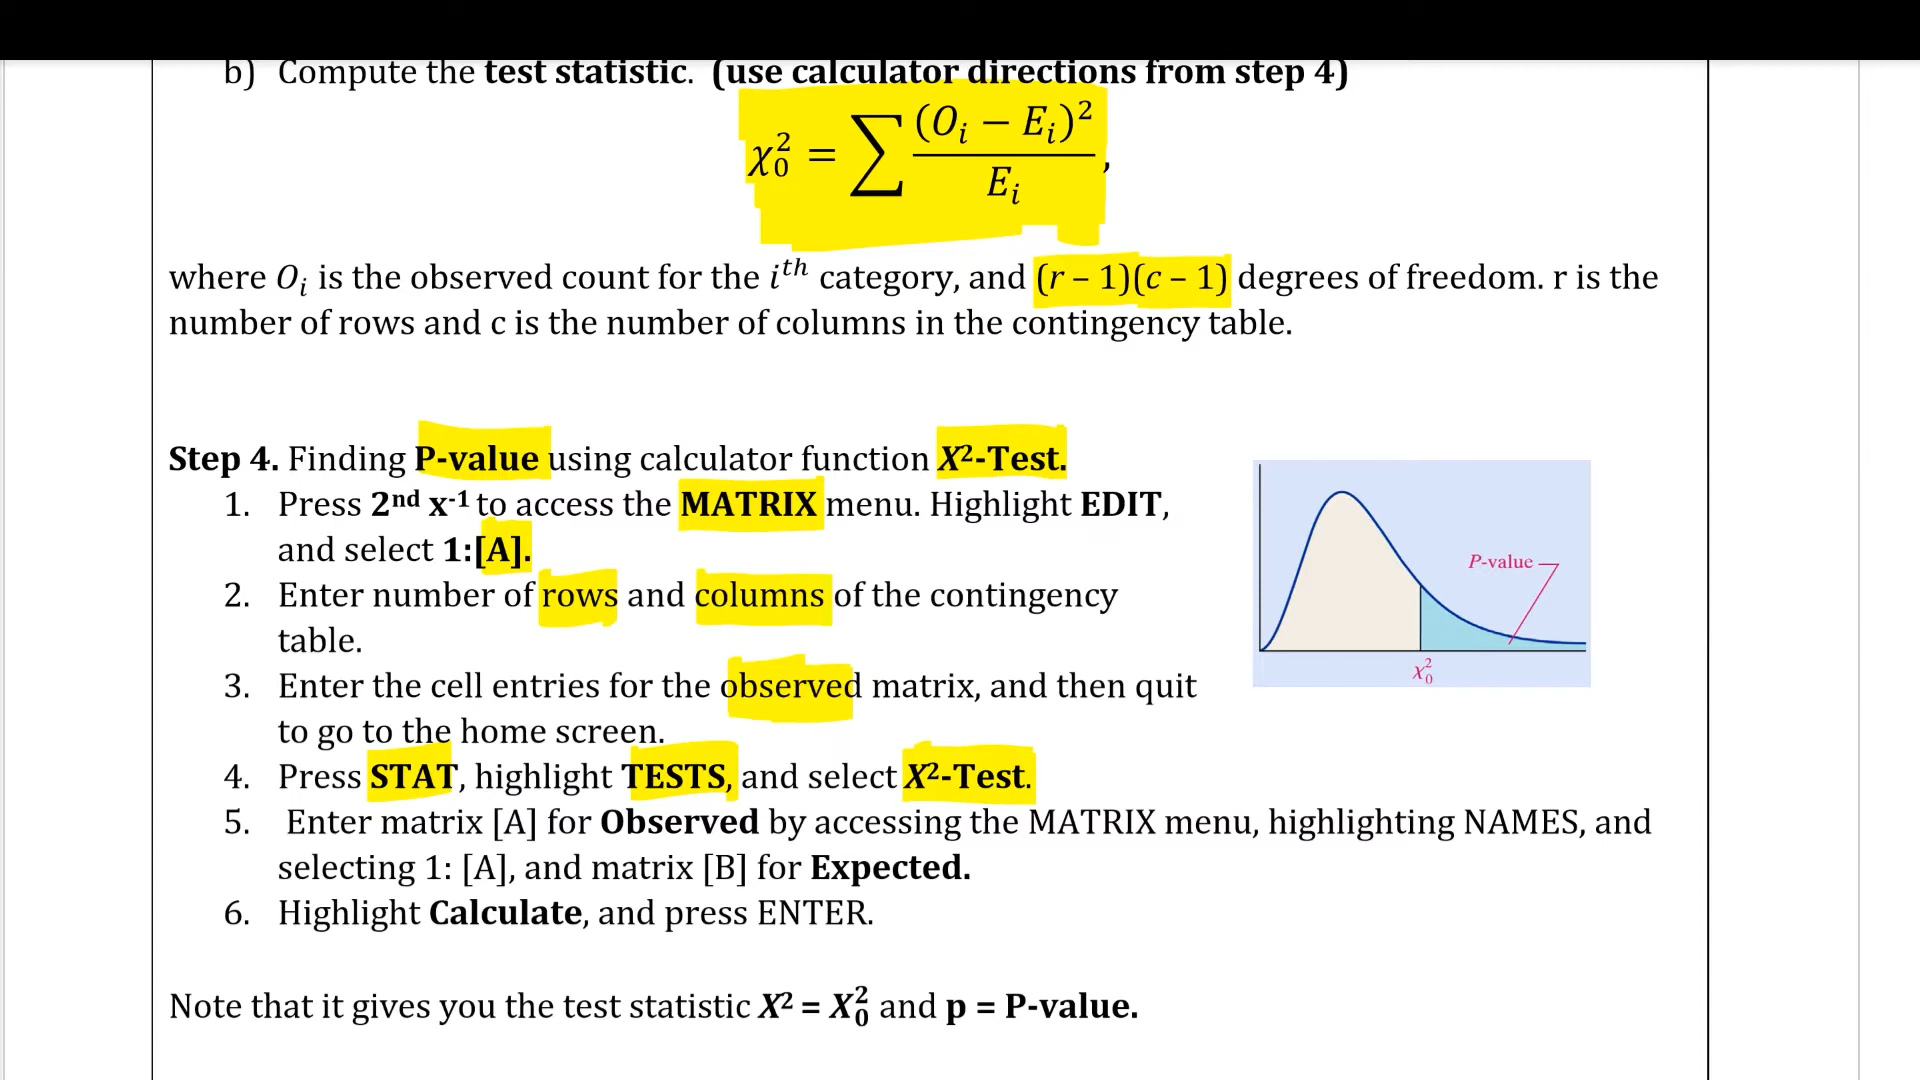 b) Compute the test statistic. (use calculator directions from step 4)
χ₀² = ∑ (Oᵢ − Eᵢ)² / Eᵢ,
where Oᵢ is the observed count for the iᵗʰ category, and (r – 1)(c – 1) degrees of freedom. r is the
number of rows and c is the number of columns in the contingency table.
Step 4. Finding P-value using calculator function X²-Test.
1. Press 2ⁿᵈ x⁻¹ to access the MATRIX menu. Highlight EDIT,
and select 1:[A].
2. Enter number of rows and columns of the contingency
table.
3. Enter the cell entries for the observed matrix, and then quit
to go to the home screen.
4. Press STAT, highlight TESTS, and select X²-Test.
5. Enter matrix [A] for Observed by accessing the MATRIX menu, highlighting NAMES, and
selecting 1: [A], and matrix [B] for Expected.
6. Highlight Calculate, and press ENTER.
P-value
χ₀²
Note that it gives you the test statistic X² = X₀² and p = P-value.